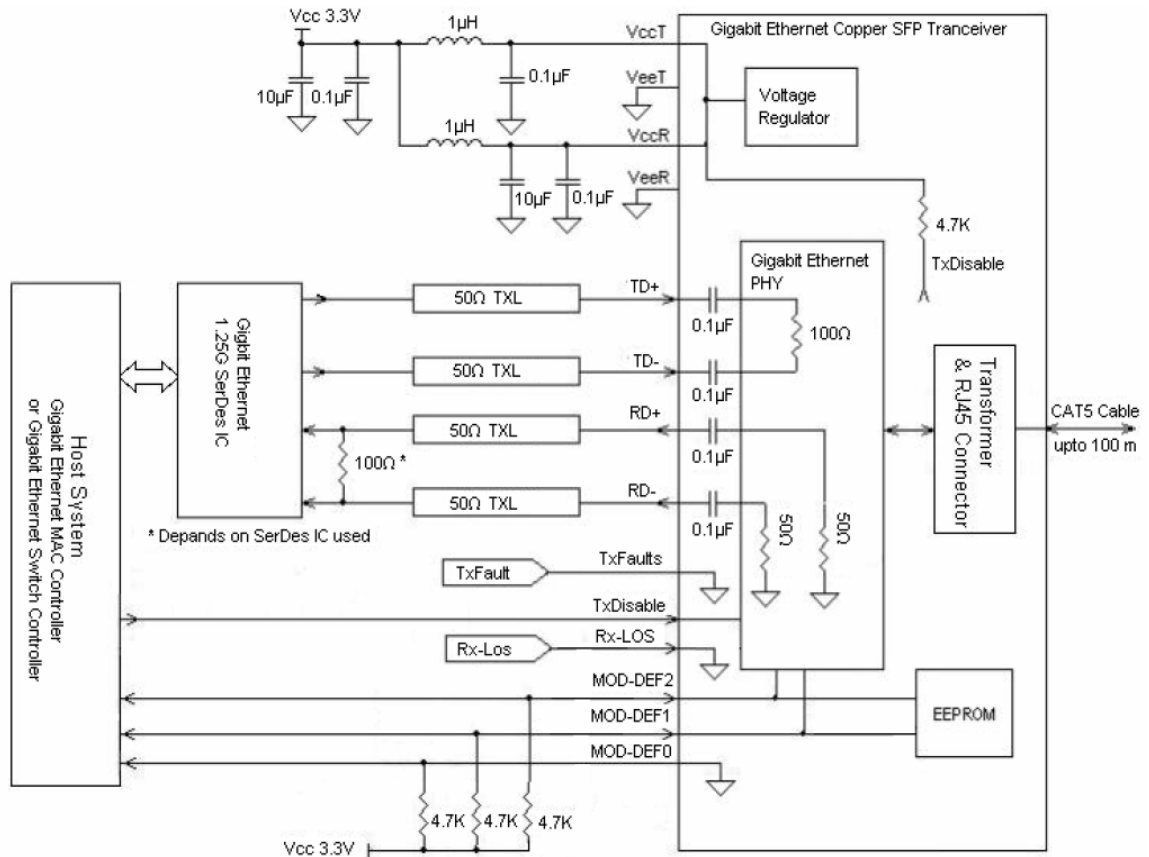 Vcc 3.3V
1µH
VccT
Gigabit Ethernet Copper SFP Tranceiver
10µF
0.1µF
0.1µF
VeeT
Voltage
Regulator
1µH
VccR
10µF
0.1µF
VeeR
4.7K
TxDisable
Gigabit Ethernet
PHY
Host System
Gigabit Ethernet MAC Controller
or Gigabit Ethernet Switch Controller
Gigbit Ethernet
1.25G SerDes IC
50Ω TXL
TD+
0.1µF
100Ω
50Ω TXL
TD-
0.1µF
50Ω TXL
RD+
0.1µF
100Ω *
50Ω TXL
RD-
0.1µF
50Ω
50Ω
* Depands on SerDes IC used
Transformer
& RJ45 Connector
CAT5 Cable
upto 100 m
TxFault
TxFaults
TxDisable
Rx-Los
Rx-LOS
MOD-DEF2
MOD-DEF1
MOD-DEF0
EEPROM
4.7K
4.7K
4.7K
Vcc 3.3V